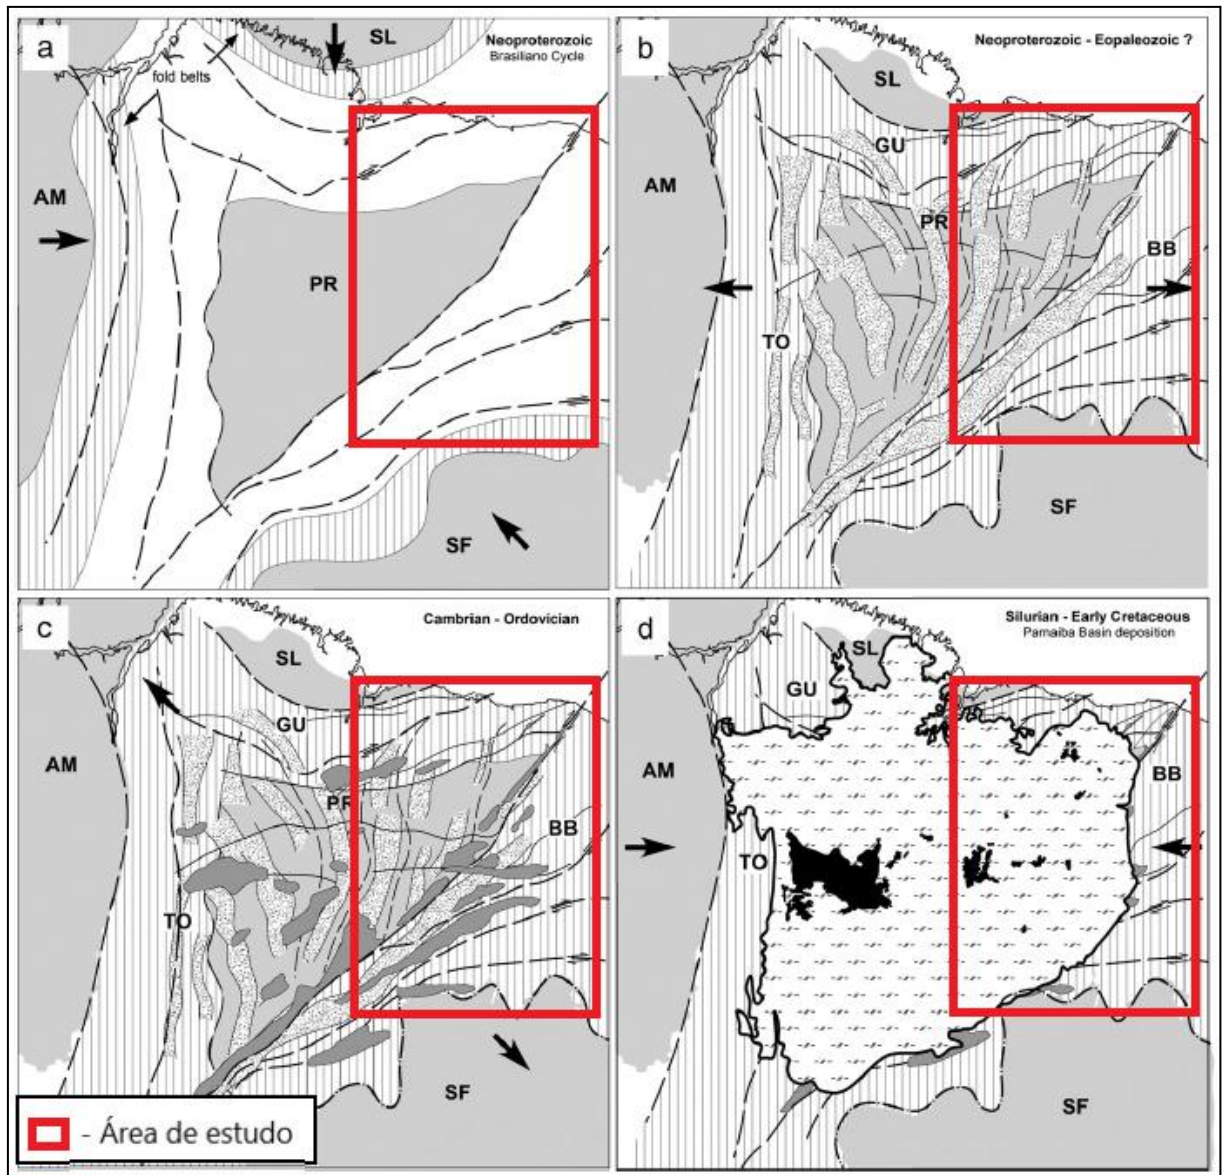 a
SL
Neoproterozoic
Brasiliano Cycle
fold belts
AM
PR
SF
b
Neoproterozoic - Eopaleozoic ?
SL
GU
AM
PR
BB
TO
SF
c
Cambrian - Ordovician
SL
GU
AM
PR
BB
TO
SF
d
Silurian - Early Cretaceous
Parnaiba Basin deposition
SL
GU
AM
BB
TO
SF
- Área de estudo